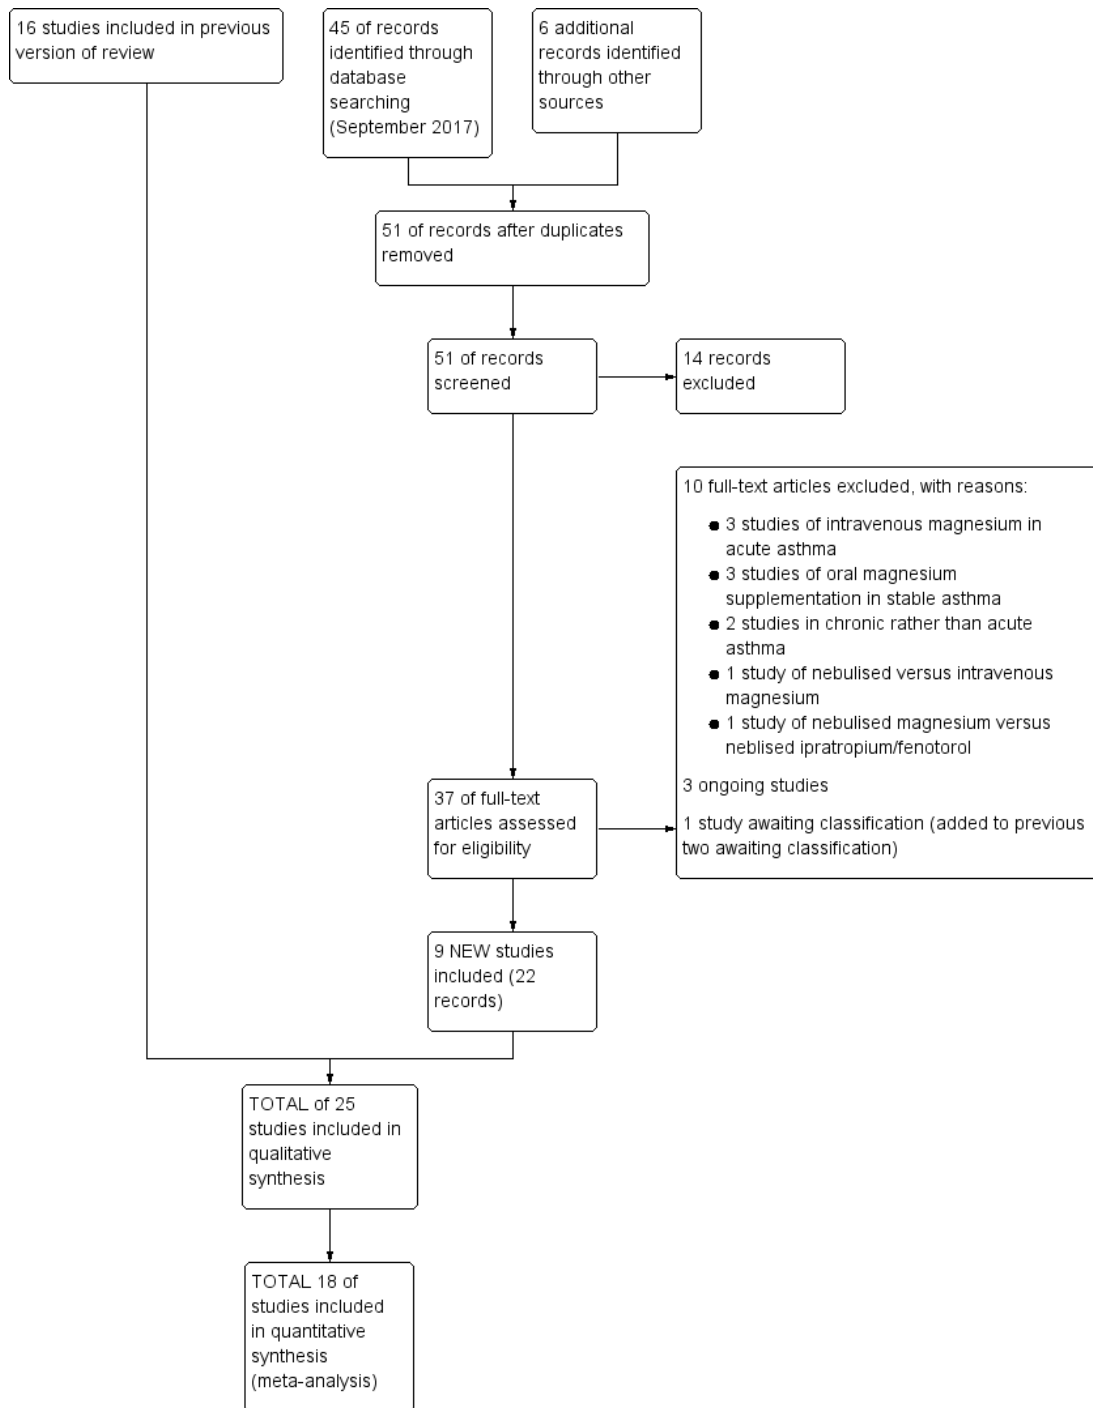 16 studies included in previous
version of review
45 of records
identified through
database
searching
(September 2017)
6 additional
records identified
through other
sources
51 of records after duplicates
removed
51 of records
screened
14 records
excluded
10 full-text articles excluded, with reasons:
● 3 studies of intravenous magnesium in
acute asthma
● 3 studies of oral magnesium
supplementation in stable asthma
● 2 studies in chronic rather than acute
asthma
● 1 study of nebulised versus intravenous
magnesium
● 1 study of nebulised magnesium versus
neblised ipratropium/fenotorol
3 ongoing studies
1 study awaiting classification (added to previous
two awaiting classification)
37 of full-text
articles assessed
for eligibility
9 NEW studies
included (22
records)
TOTAL of 25
studies included in
qualitative
synthesis
TOTAL 18 of
studies included
in quantitative
synthesis
(meta-analysis)